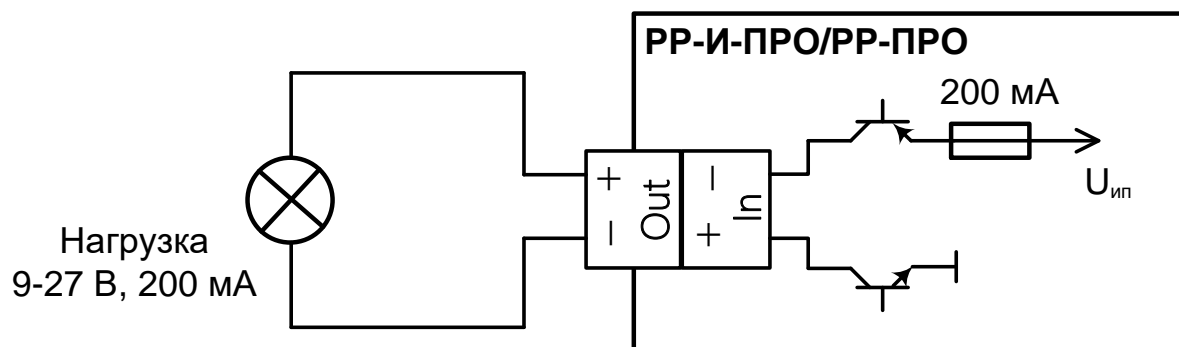 РР-И-ПРО/РР-ПРО
200 мА
+ −
− +
Out In
Uип
Нагрузка
9-27 В, 200 мА